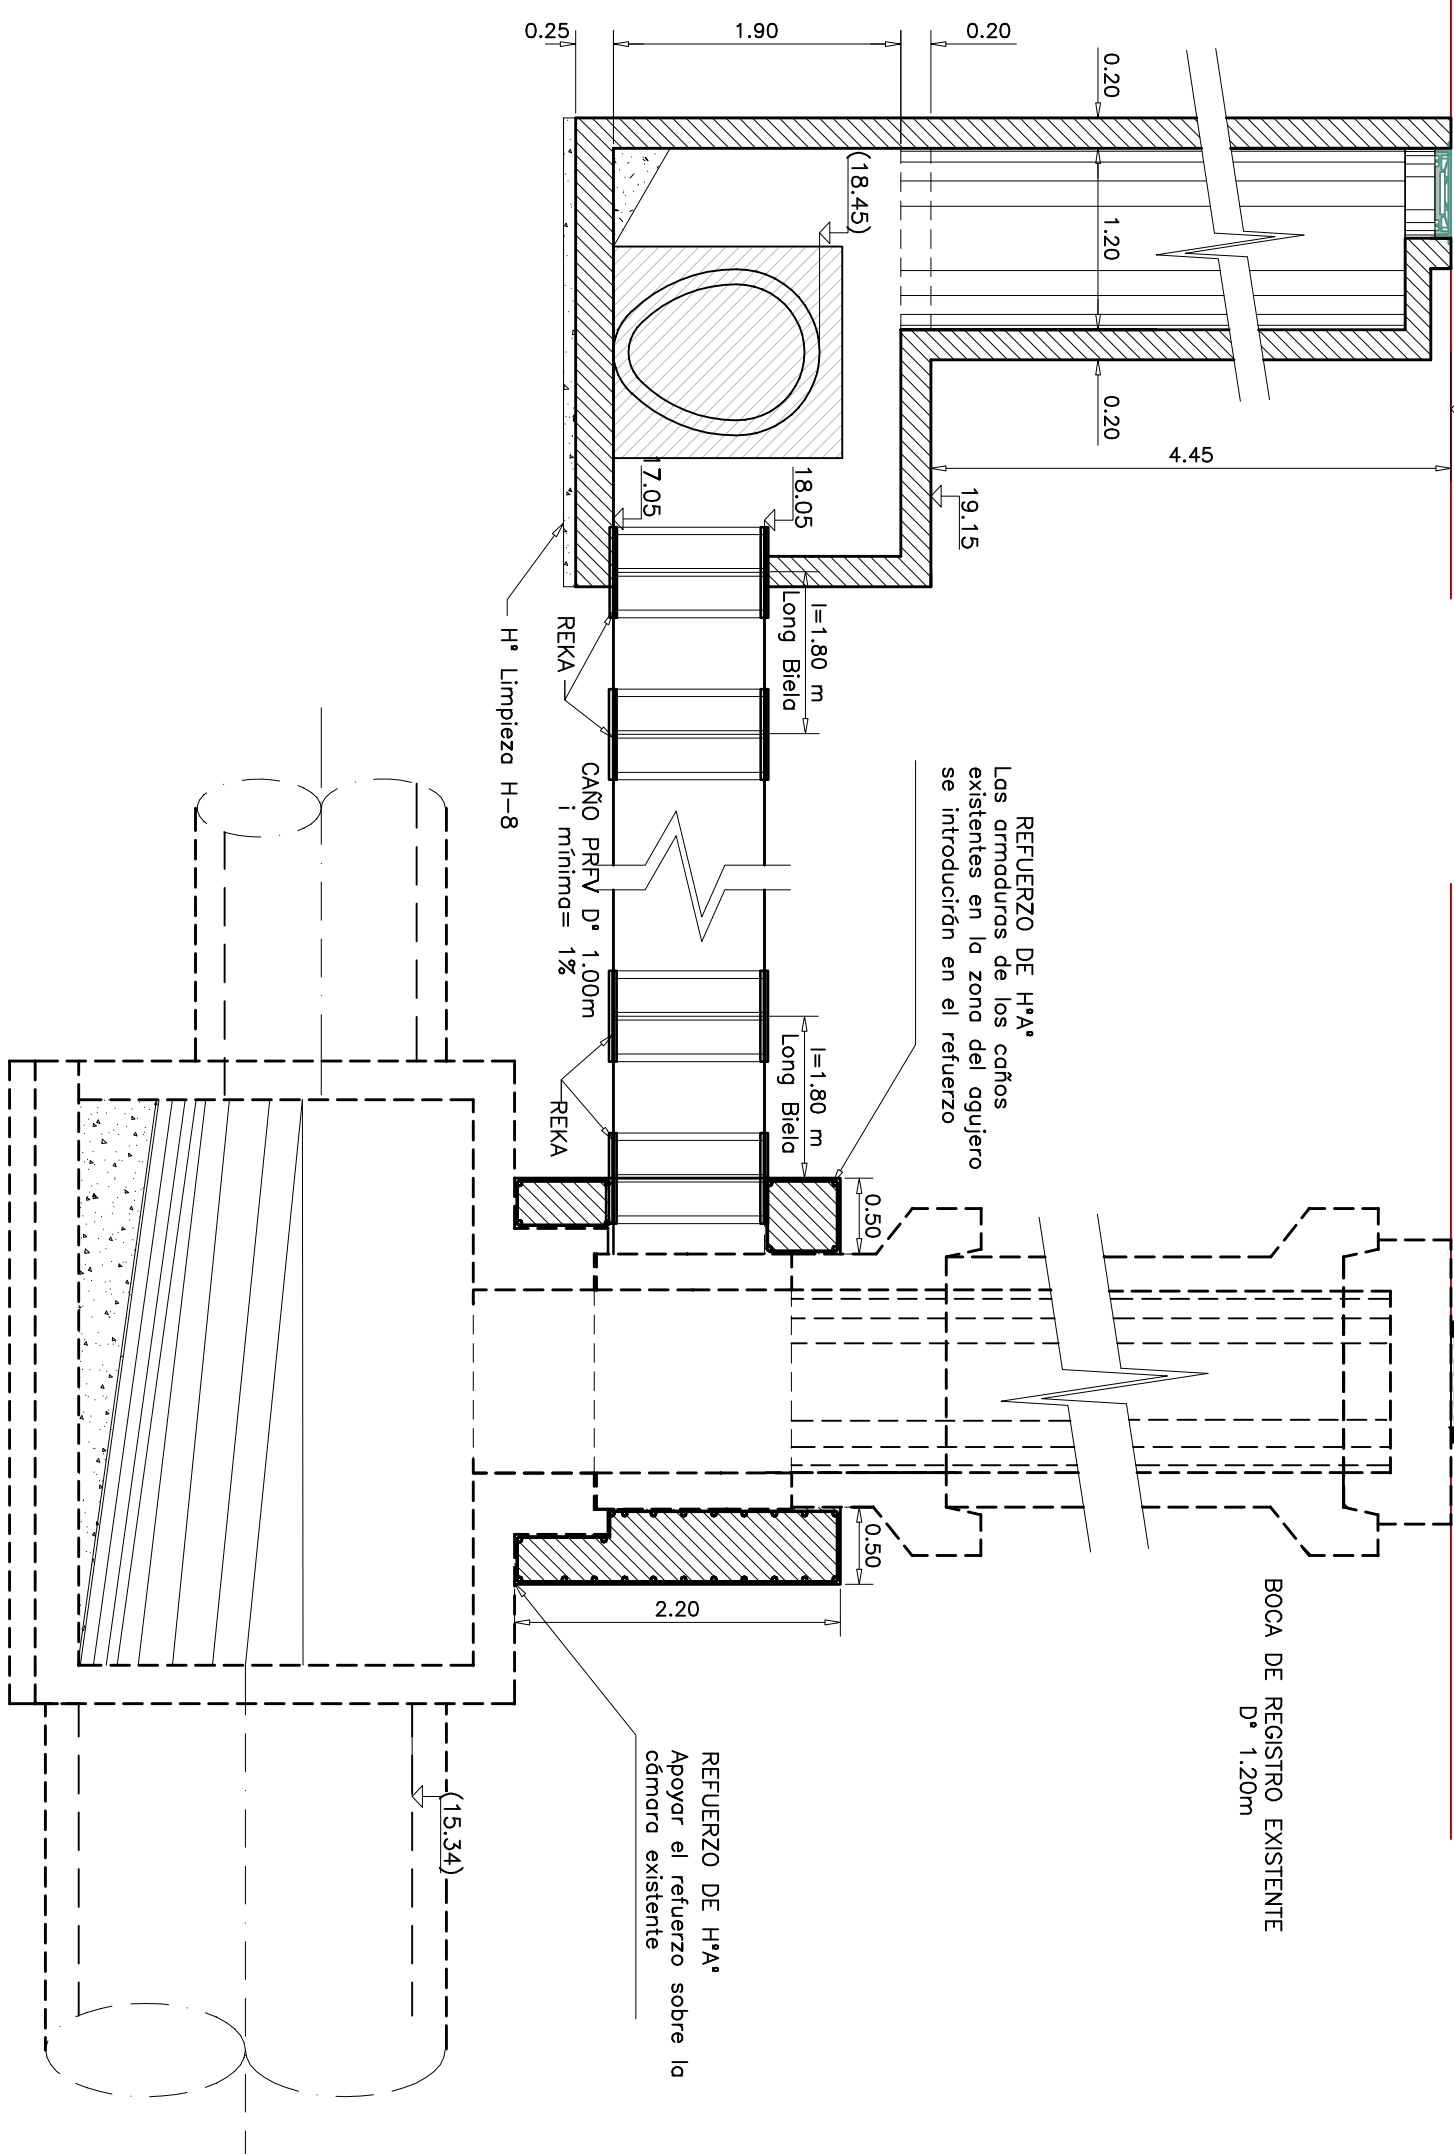 0.25
1.90
0.20
0.20
1.20
0.20
4.45
(18.45)
17.05
18.05
19.15
l=1.80 m
Long Biela
REKA
H° Limpieza H-8
CAÑO PRFV D° 1.00m
i mínima= 1%
REFUERZO DE H°A°
Las armaduras de los caños
existentes en la zona del agujero
se introducirán en el refuerzo
l=1.80 m
Long Biela
REKA
0.50
0.50
2.20
BOCA DE REGISTRO EXISTENTE
D° 1.20m
REFUERZO DE H°A°
Apoyar el refuerzo sobre la
cámara existente
(15.34)